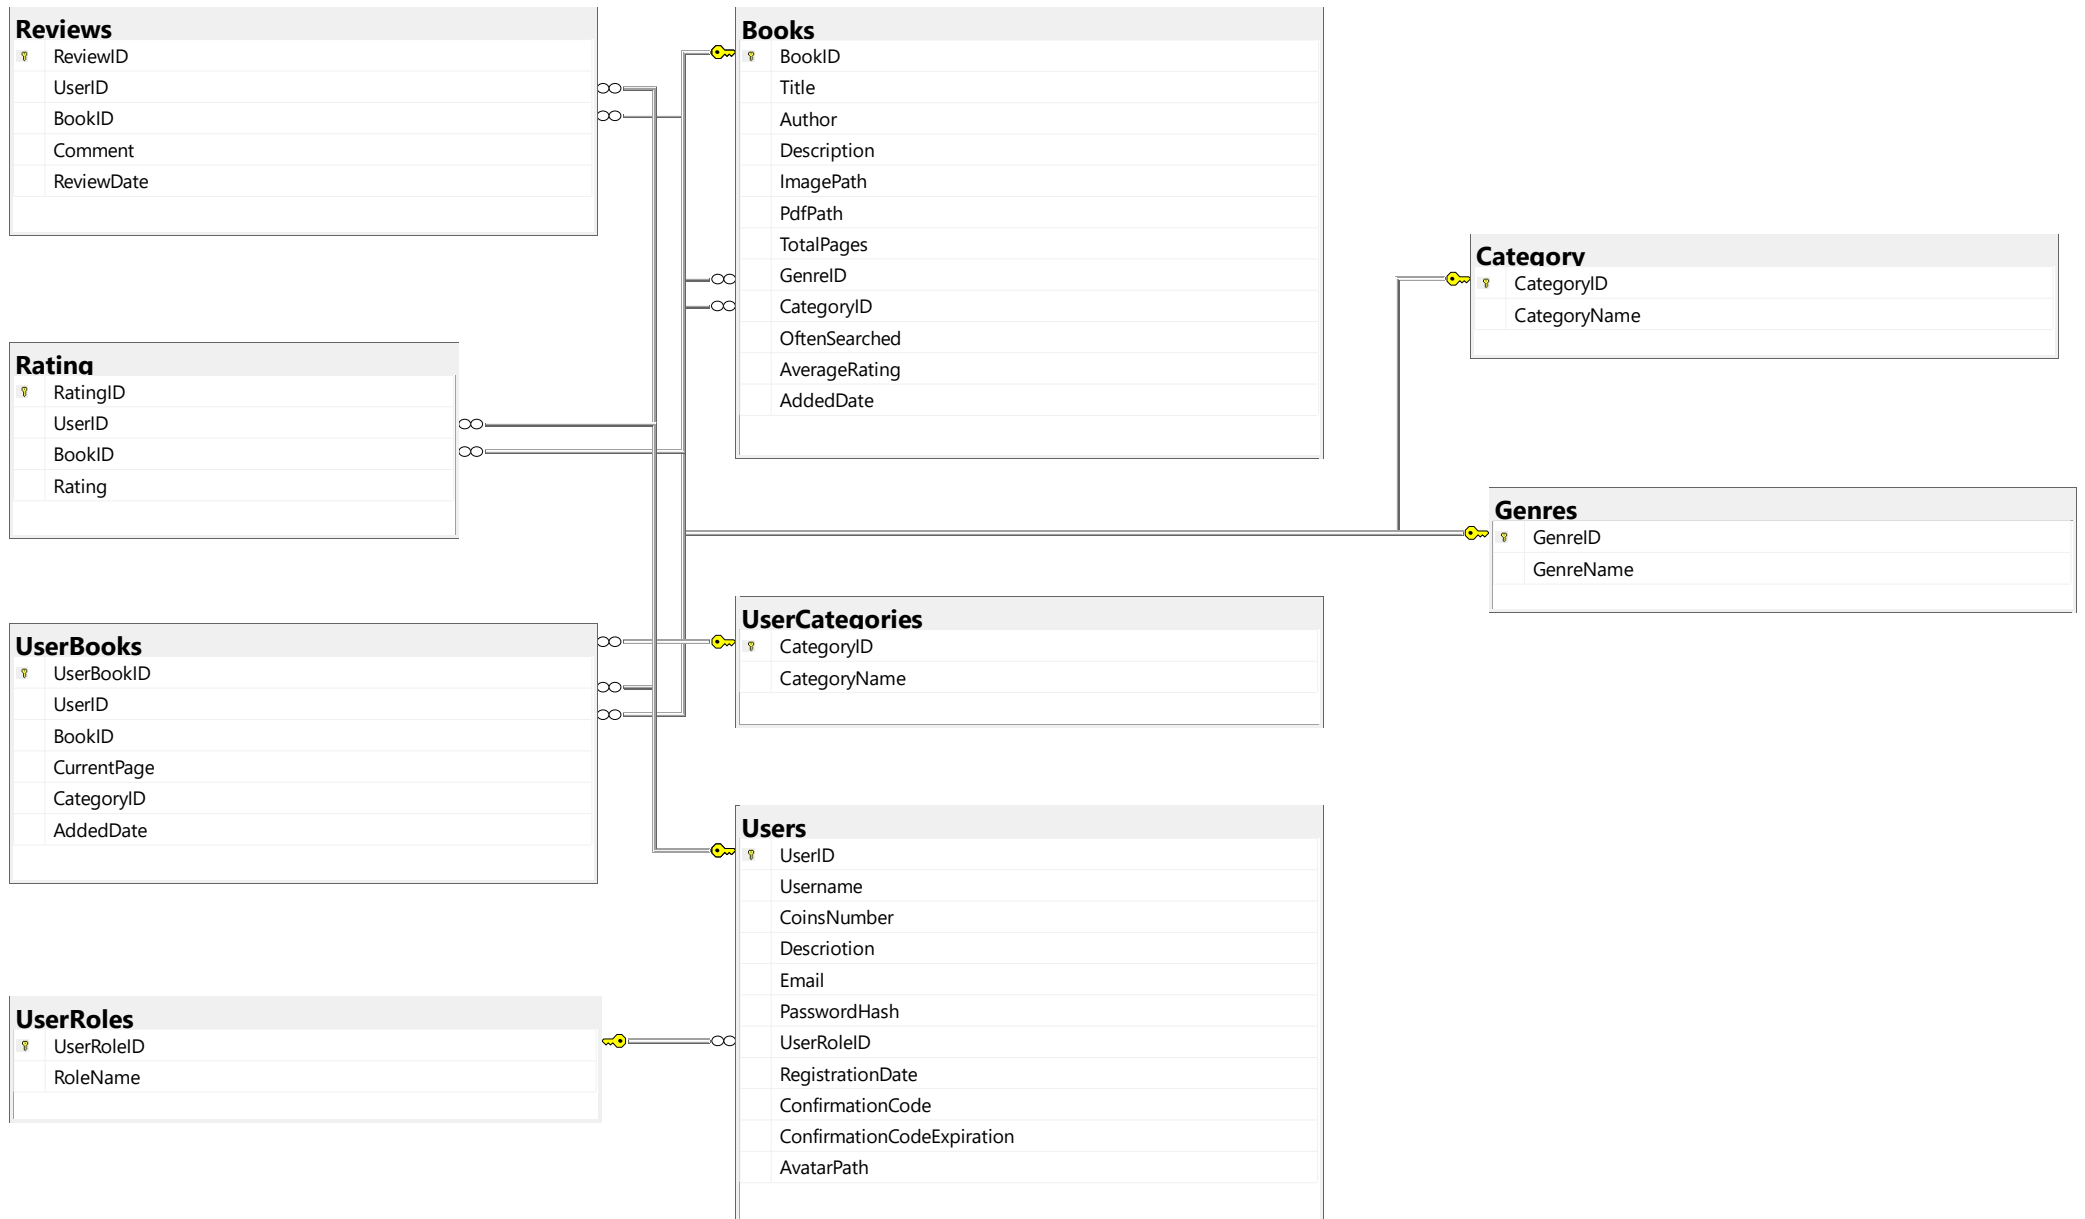 Reviews
ReviewID
UserID
BookID
Comment
ReviewDate
Books
BookID
Title
Author
Description
ImagePath
PdfPath
TotalPages
GenreID
CategoryID
OftenSearched
AverageRating
AddedDate
Category
CategoryID
CategoryName
Rating
RatingID
UserID
BookID
Rating
Genres
GenreID
GenreName
UserBooks
UserBookID
UserID
BookID
CurrentPage
CategoryID
AddedDate
UserCategories
CategoryID
CategoryName
Users
UserID
Username
CoinsNumber
Descriotion
Email
PasswordHash
UserRoleID
RegistrationDate
ConfirmationCode
ConfirmationCodeExpiration
AvatarPath
UserRoles
UserRoleID
RoleName